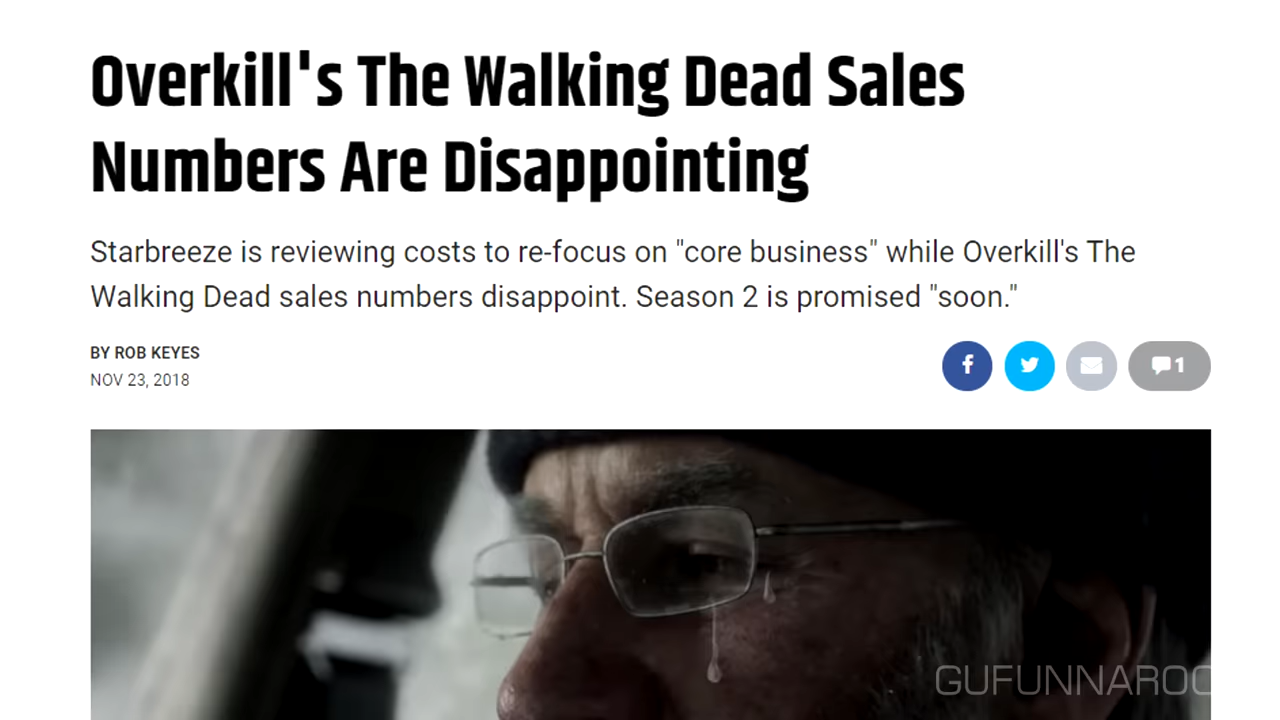 Overkill's The Walking Dead Sales
Numbers Are Disappointing
Starbreeze is reviewing costs to re-focus on "core business" while Overkill's The
Walking Dead sales numbers disappoint. Season 2 is promised "soon."
BY ROB KEYES
NOV 23, 2018
1
GUFUNNAROO